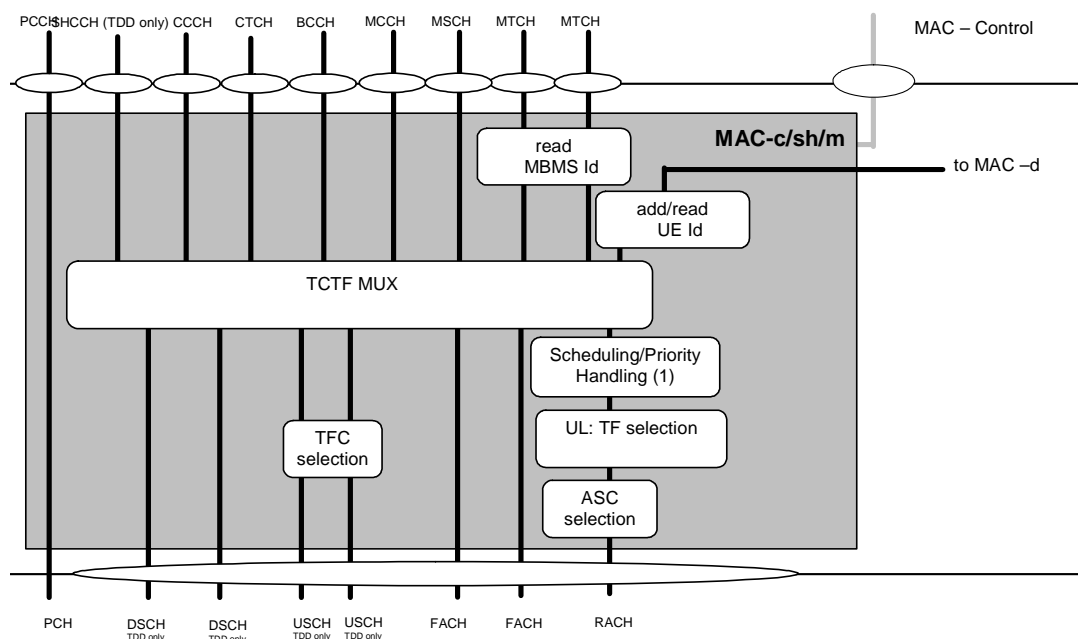 PCCH SHCCH (TDD only) CCCH CTCH BCCH MCCH MSCH MTCH MTCH
MAC – Control
MAC-c/sh/m
read
MBMS Id
to MAC –d
add/read
UE Id
TCTF MUX
Scheduling/Priority
Handling (1)
UL: TF selection
TFC
selection
ASC
selection
PCH DSCH DSCH USCH USCH FACH FACH RACH
TDD only TDD only TDD only TDD only